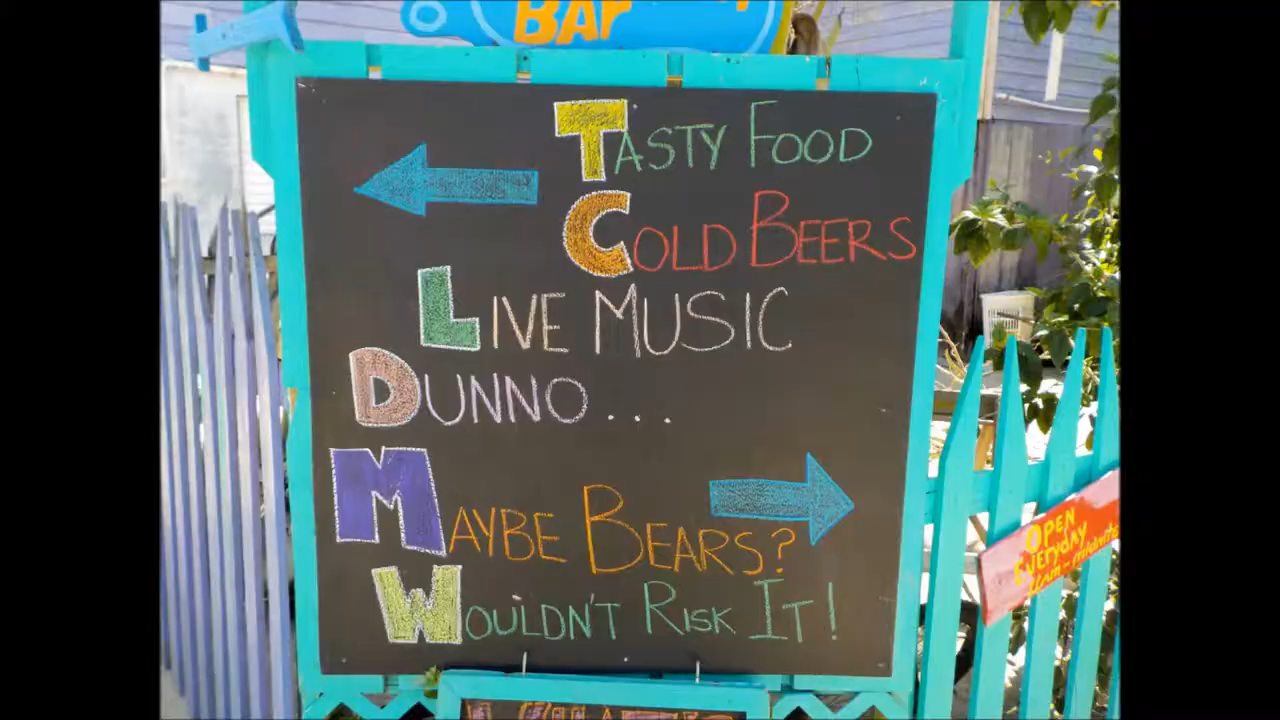 BAr
TASTY FOOD
COLD BEERS
LIVE MUSIC
DUNNO...
MAYBE BEARS?
WOULDN'T RISK IT!
OPEN
EVERYDAY